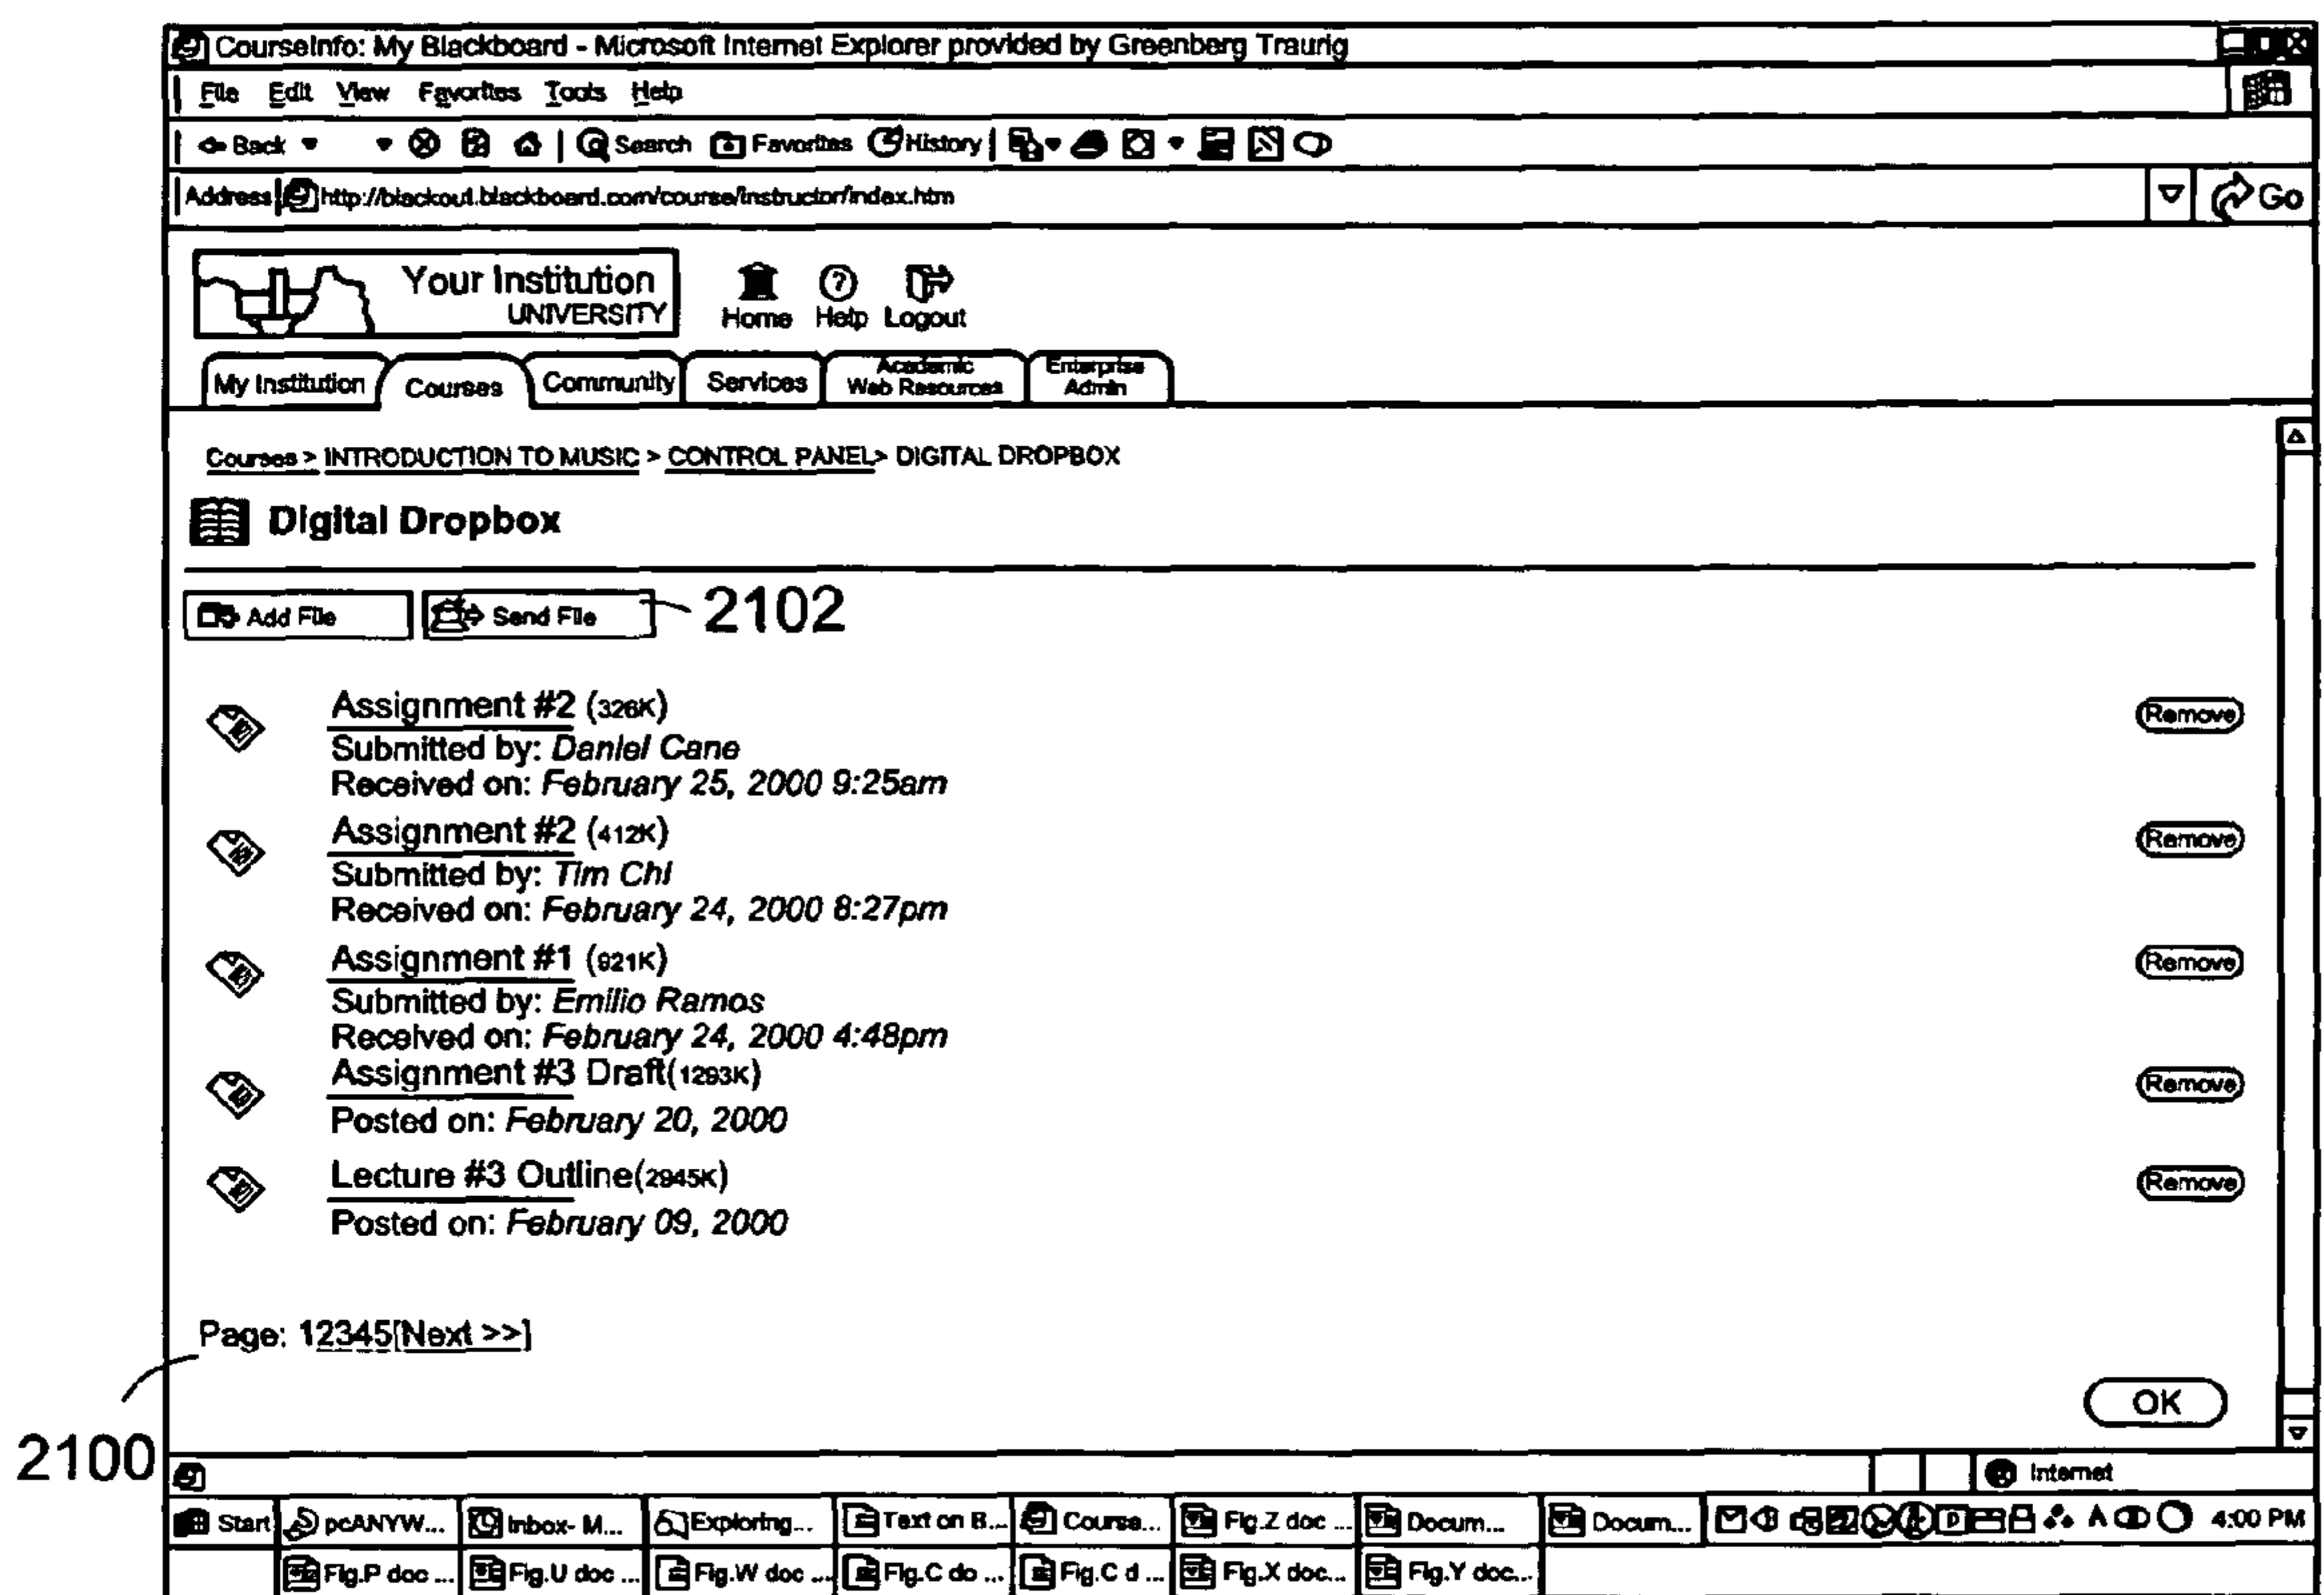 CourseInfo: My Blackboard - Microsoft Internet Explorer provided by Greenberg Traurig
File Edit View Favorites Tools Help
Back Search Favorites History
Address http://blackout.blackboard.com/course/instructor/index.htm Go
Your Institution
UNIVERSITY
Home Help Logout
My Institution Courses Community Services Academic Web Resources Enterprise Admin
Courses > INTRODUCTION TO MUSIC > CONTROL PANEL> DIGITAL DROPBOX
Digital Dropbox
Add File Send File 2102
Assignment #2 (326K) Remove
Submitted by: Daniel Cane
Received on: February 25, 2000 9:25am
Assignment #2 (412K) Remove
Submitted by: Tim Chi
Received on: February 24, 2000 8:27pm
Assignment #1 (921K) Remove
Submitted by: Emilio Ramos
Received on: February 24, 2000 4:48pm
Assignment #3 Draft(1293K) Remove
Posted on: February 20, 2000
Lecture #3 Outline(2945K) Remove
Posted on: February 09, 2000
Page: 12345[Next >>]
OK
2100
Internet
Start pcANYW... Inbox- M... Exploring... Text on B... Course... Fig.Z doc ... Docum... Docum... 4:00 PM
Fig.P doc ... Fig.U doc ... Fig.W doc ... Fig.C do ... Fig.C d ... Fig.X doc... Fig.Y doc...